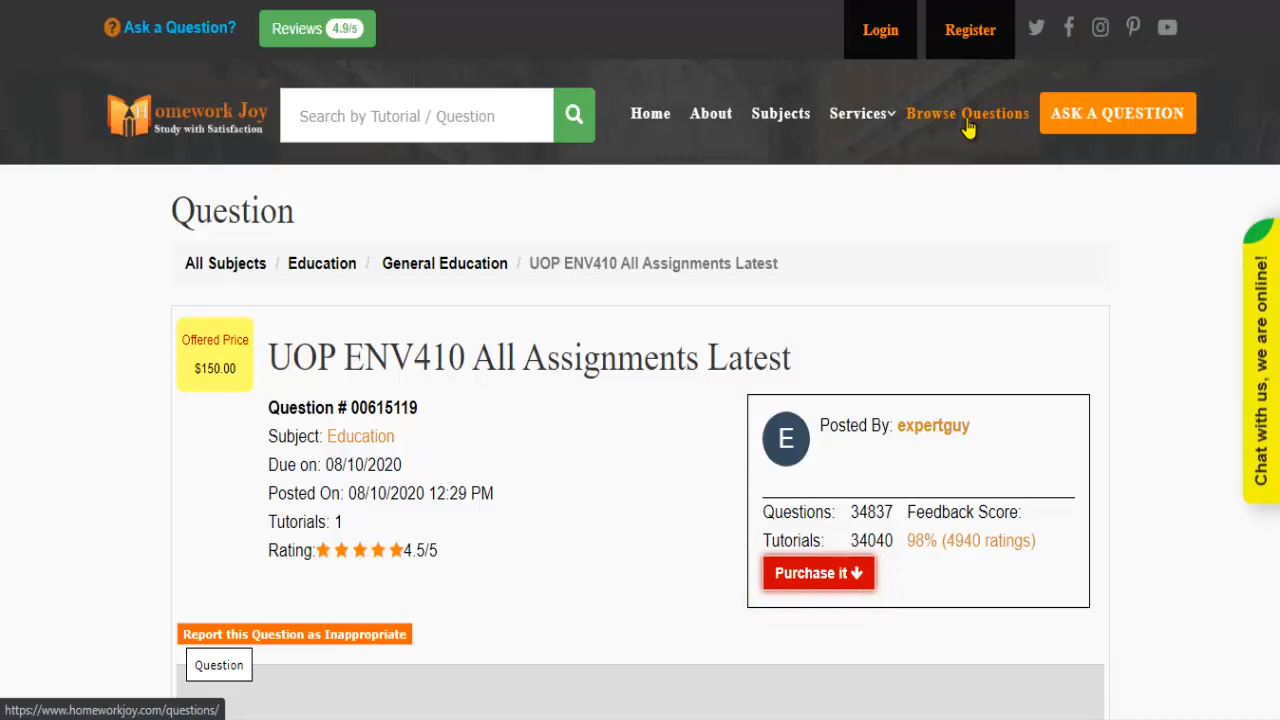 Ask a Question?
Reviews 4.9/5
Login
Register
omework Joy
Study with Satisfaction
Search by Tutorial / Question
Home
About
Subjects
Services
Browse Questions
ASK A QUESTION
Question
All Subjects / Education / General Education / UOP ENV410 All Assignments Latest
Offered Price
$150.00
UOP ENV410 All Assignments Latest
Question # 00615119
Subject: Education
Due on: 08/10/2020
Posted On: 08/10/2020 12:29 PM
Tutorials: 1
Rating: 4.5/5
E
Posted By: expertguy
Questions: 34837 Feedback Score:
Tutorials: 34040 98% (4940 ratings)
Purchase it
Report this Question as Inappropriate
Question
Chat with us, we are online!
https://www.homeworkjoy.com/questions/